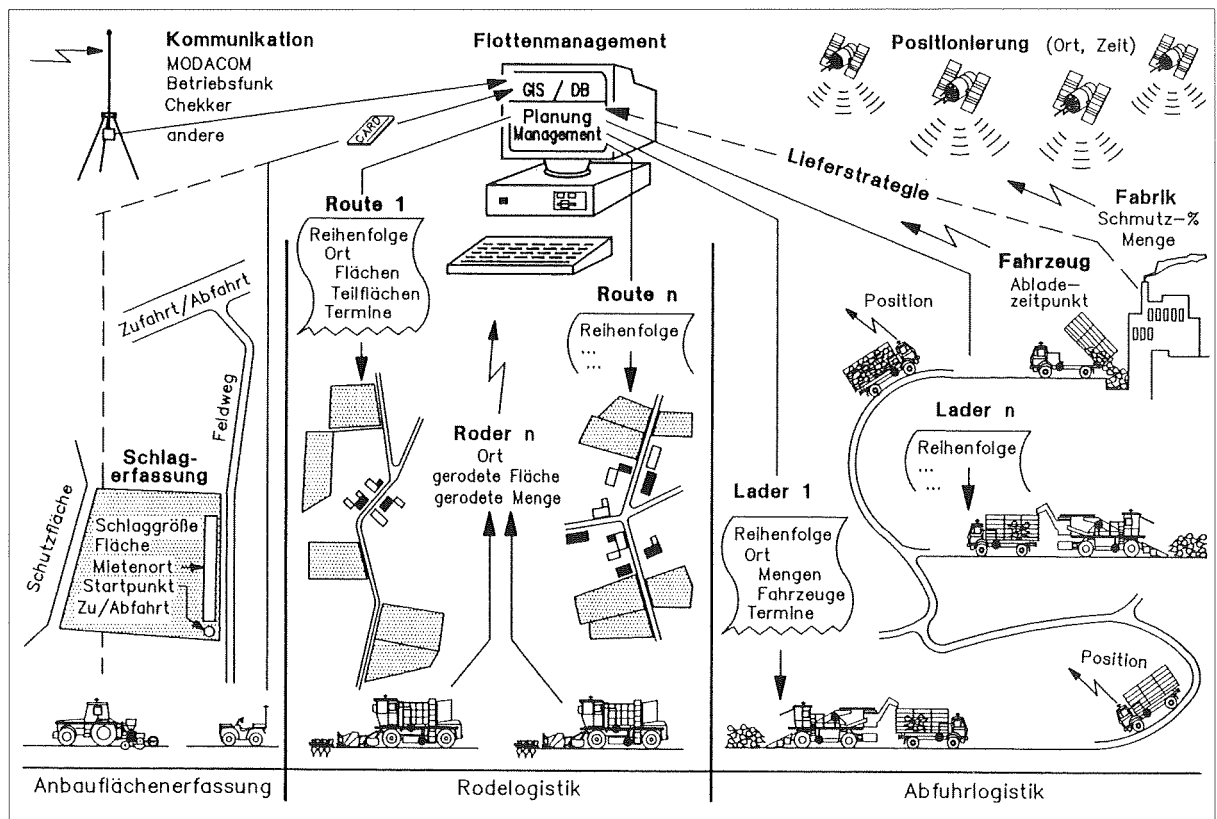 Kommunikation
MODACOM
Betriebsfunk
Chekker
andere
CARD
Flottenmanagement
GIS / DB
Planung
Management
Positionierung (Ort, Zeit)
Lieferstrategie
Fabrik
Schmutz-%
Menge
Fahrzeug
Ablade-
zeitpunkt
Position
Route 1
Reihenfolge
Ort
Flächen
Teilflächen
Termine
Route n
Reihenfolge
...
...
Zufahrt/Abfahrt
Feldweg
Schutzfläche
Schlag-
erfassung
Schlaggröße
Fläche
Mietenort
Startpunkt
Zu/Abfahrt
Roder n
Ort
gerodete Fläche
gerodete Menge
Lader n
Reihenfolge
...
...
Lader 1
Reihenfolge
Ort
Mengen
Fahrzeuge
Termine
Position
Anbauflächenerfassung
Rodelogistik
Abfuhrlogistik